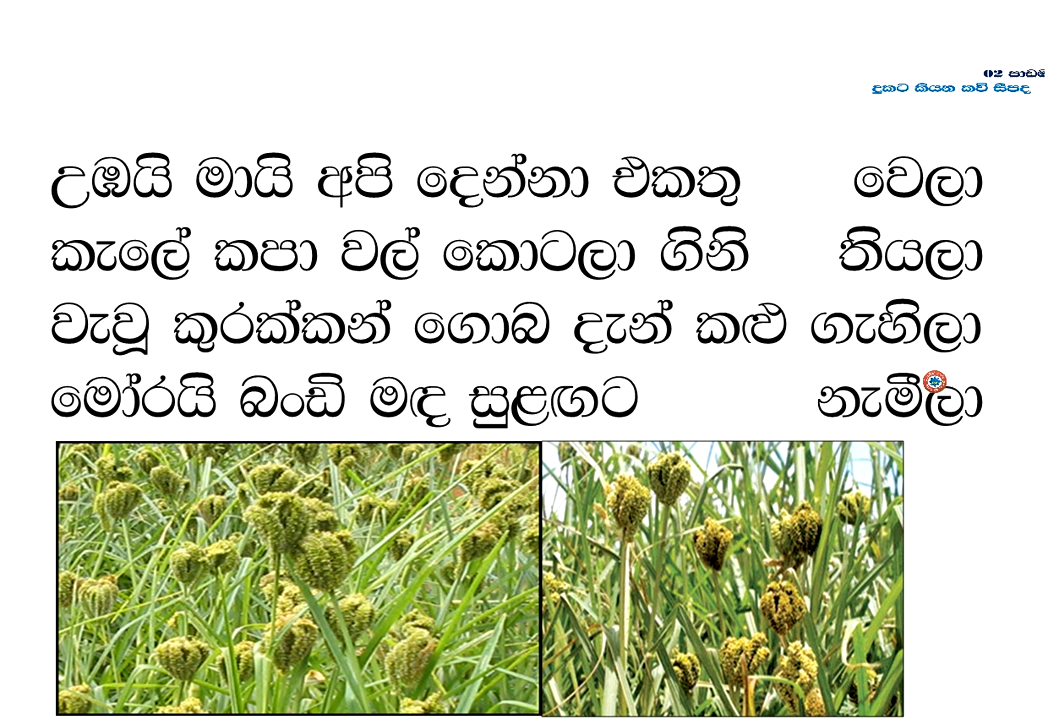 02 පාඩම
දුකට කියන කවි සීපද
උඹයි මායි අපි දෙන්නා එකතු වෙලා
කැලේ කපා වල් කොටලා ගිනි තියලා
වැවූ කුරක්කන් ගොබ දැන් කළු ගැහිලා
මෝරයි බංඩි මඳ සුළඟට නැමීලා